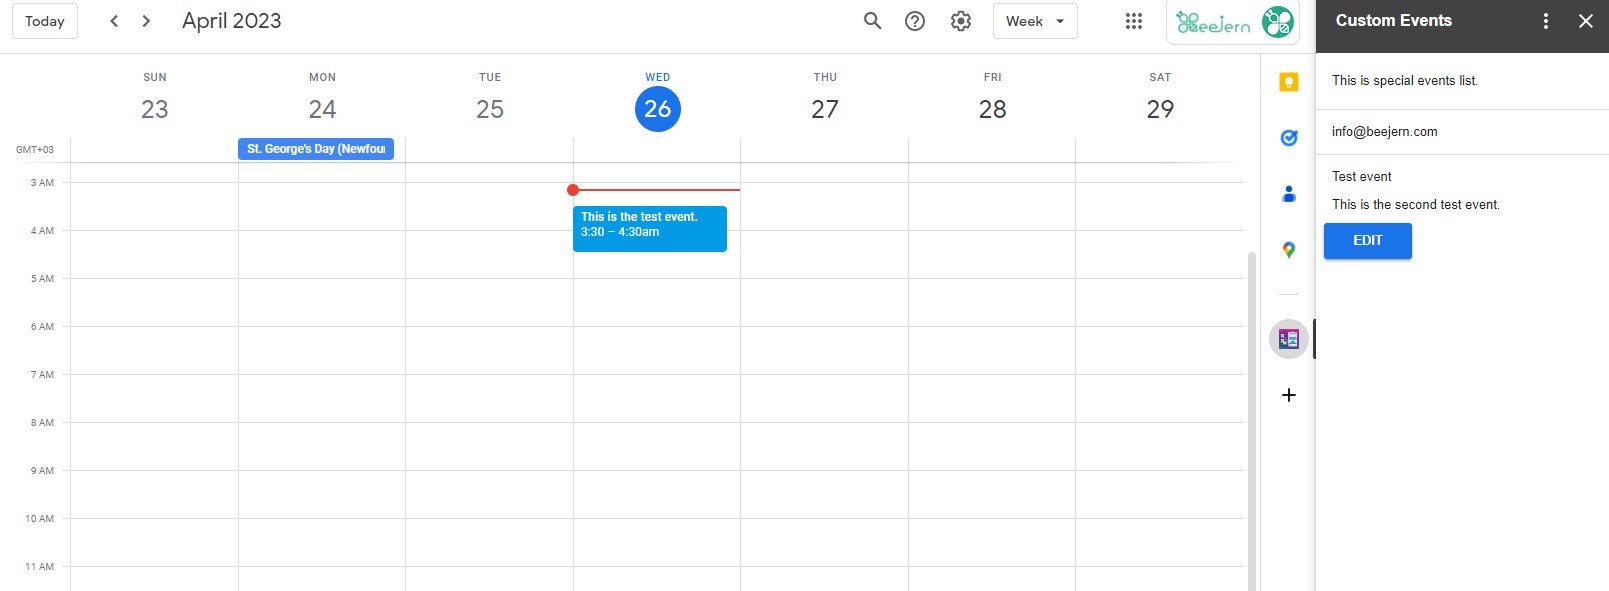 Today
April 2023
Week
Beejern
Custom Events
SUN
MON
TUE
WED
THU
FRI
SAT
23
24
25
26
27
28
29
GMT+03
St. George's Day (Newfou
3 AM
4 AM
5 AM
6 AM
7 AM
8 AM
9 AM
10 AM
11 AM
This is the test event.
3:30 – 4:30am
This is special events list.
info@beejern.com
Test event
This is the second test event.
EDIT